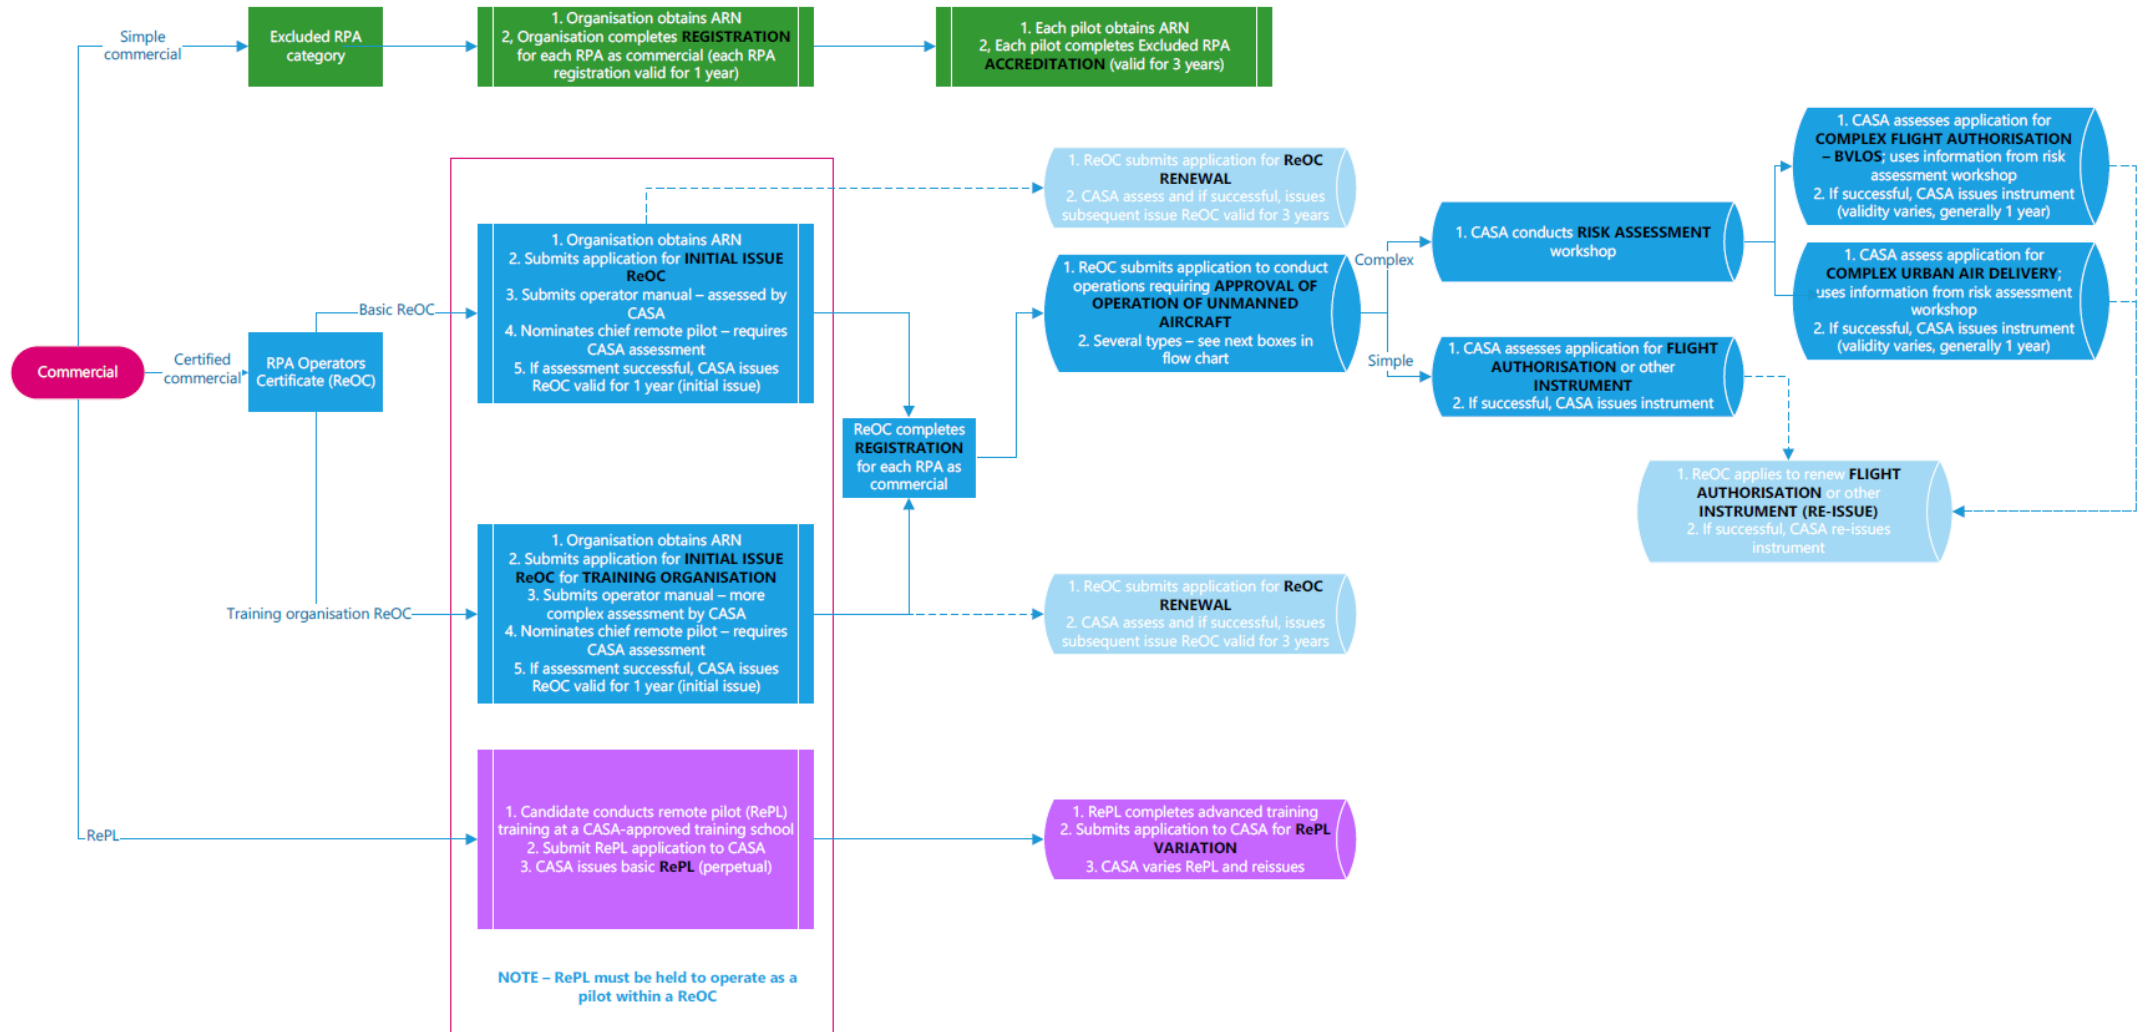 Simple
commercial
Excluded RPA
category
1. Organisation obtains ARN
2, Organisation completes REGISTRATION
for each RPA as commercial (each RPA
registration valid for 1 year)
1. Each pilot obtains ARN
2, Each pilot completes Excluded RPA
ACCREDITATION (valid for 3 years)
Commercial
Certified
commercial
RPA Operators
Certificate (ReOC)
Basic ReOC
1. Organisation obtains ARN
2. Submits application for INITIAL ISSUE
ReOC
3. Submits operator manual – assessed by
CASA
4. Nominates chief remote pilot – requires
CASA assessment
5. If assessment successful, CASA issues
ReOC valid for 1 year (initial issue)
1. ReOC submits application for ReOC
RENEWAL
2. CASA assess and if successful, issues
subsequent issue ReOC valid for 3 years
ReOC completes
REGISTRATION
for each RPA as
commercial
1. ReOC submits application to conduct
operations requiring APPROVAL OF
OPERATION OF UNMANNED
AIRCRAFT
2. Several types – see next boxes in
flow chart
Complex
1. CASA conducts RISK ASSESSMENT
workshop
1. CASA assesses application for
COMPLEX FLIGHT AUTHORISATION
– BVLOS; uses information from risk
assessment workshop
2. If successful, CASA issues instrument
(validity varies, generally 1 year)
1. CASA assess application for
COMPLEX URBAN AIR DELIVERY;
uses information from risk assessment
workshop
2. If successful, CASA issues instrument
(validity varies, generally 1 year)
Simple
1. CASA assesses application for FLIGHT
AUTHORISATION or other
INSTRUMENT
2. If successful, CASA issues instrument
1. ReOC applies to renew FLIGHT
AUTHORISATION or other
INSTRUMENT (RE-ISSUE)
2. If successful, CASA re-issues
instrument
Training organisation ReOC
1. Organisation obtains ARN
2. Submits application for INITIAL ISSUE
ReOC for TRAINING ORGANISATION
3. Submits operator manual – more
complex assessment by CASA
4. Nominates chief remote pilot – requires
CASA assessment
5. If assessment successful, CASA issues
ReOC valid for 1 year (initial issue)
1. ReOC submits application for ReOC
RENEWAL
2. CASA assess and if successful, issues
subsequent issue ReOC valid for 3 years
RePL
1. Candidate conducts remote pilot (RePL)
training at a CASA-approved training school
2. Submit RePL application to CASA
3. CASA issues basic RePL (perpetual)
1. RePL completes advanced training
2. Submits application to CASA for RePL
VARIATION
3. CASA varies RePL and reissues
NOTE – RePL must be held to operate as a
pilot within a ReOC